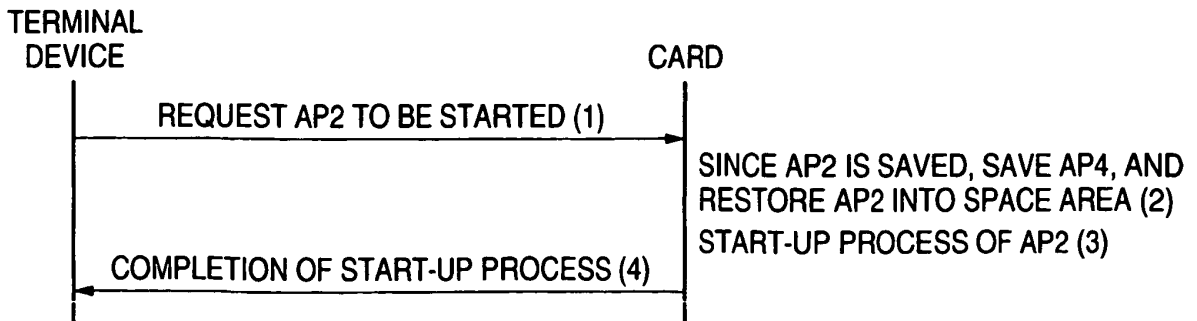 TERMINAL
DEVICE
CARD
REQUEST AP2 TO BE STARTED (1)
SINCE AP2 IS SAVED, SAVE AP4, AND
RESTORE AP2 INTO SPACE AREA (2)
START-UP PROCESS OF AP2 (3)
COMPLETION OF START-UP PROCESS (4)